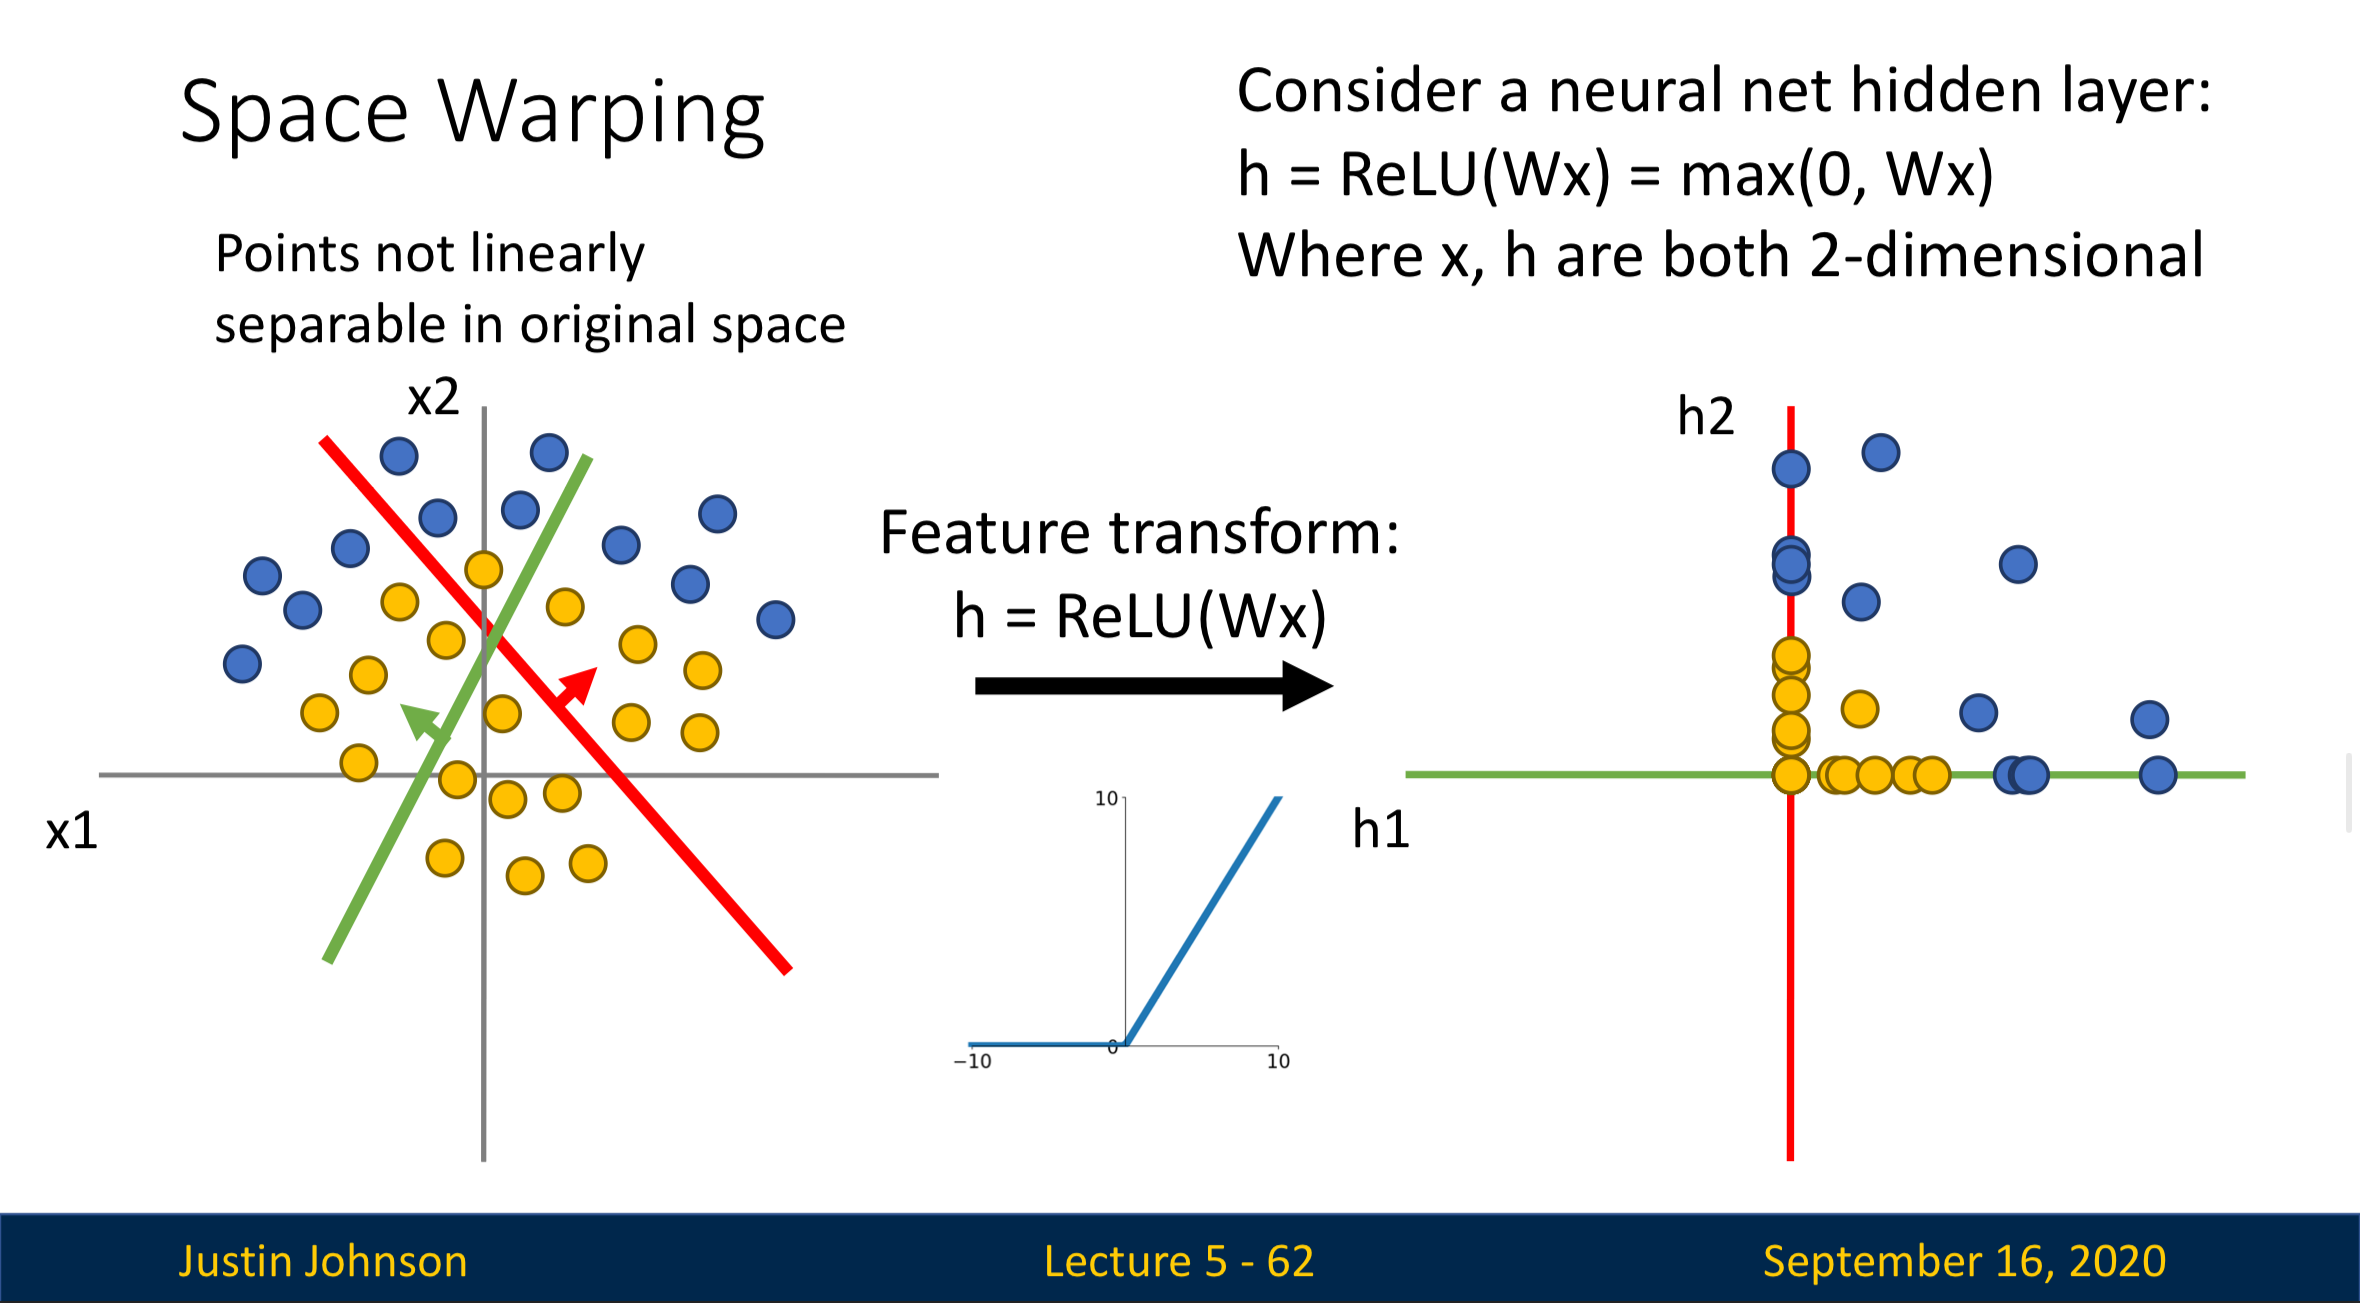 Space Warping
Consider a neural net hidden layer:
h = ReLU(Wx) = max(0, Wx)
Where x, h are both 2-dimensional
Points not linearly
separable in original space
x2
x1
Feature transform:
h = ReLU(Wx)
10
0
−10
10
h2
h1
Justin Johnson
Lecture 5 - 62
September 16, 2020